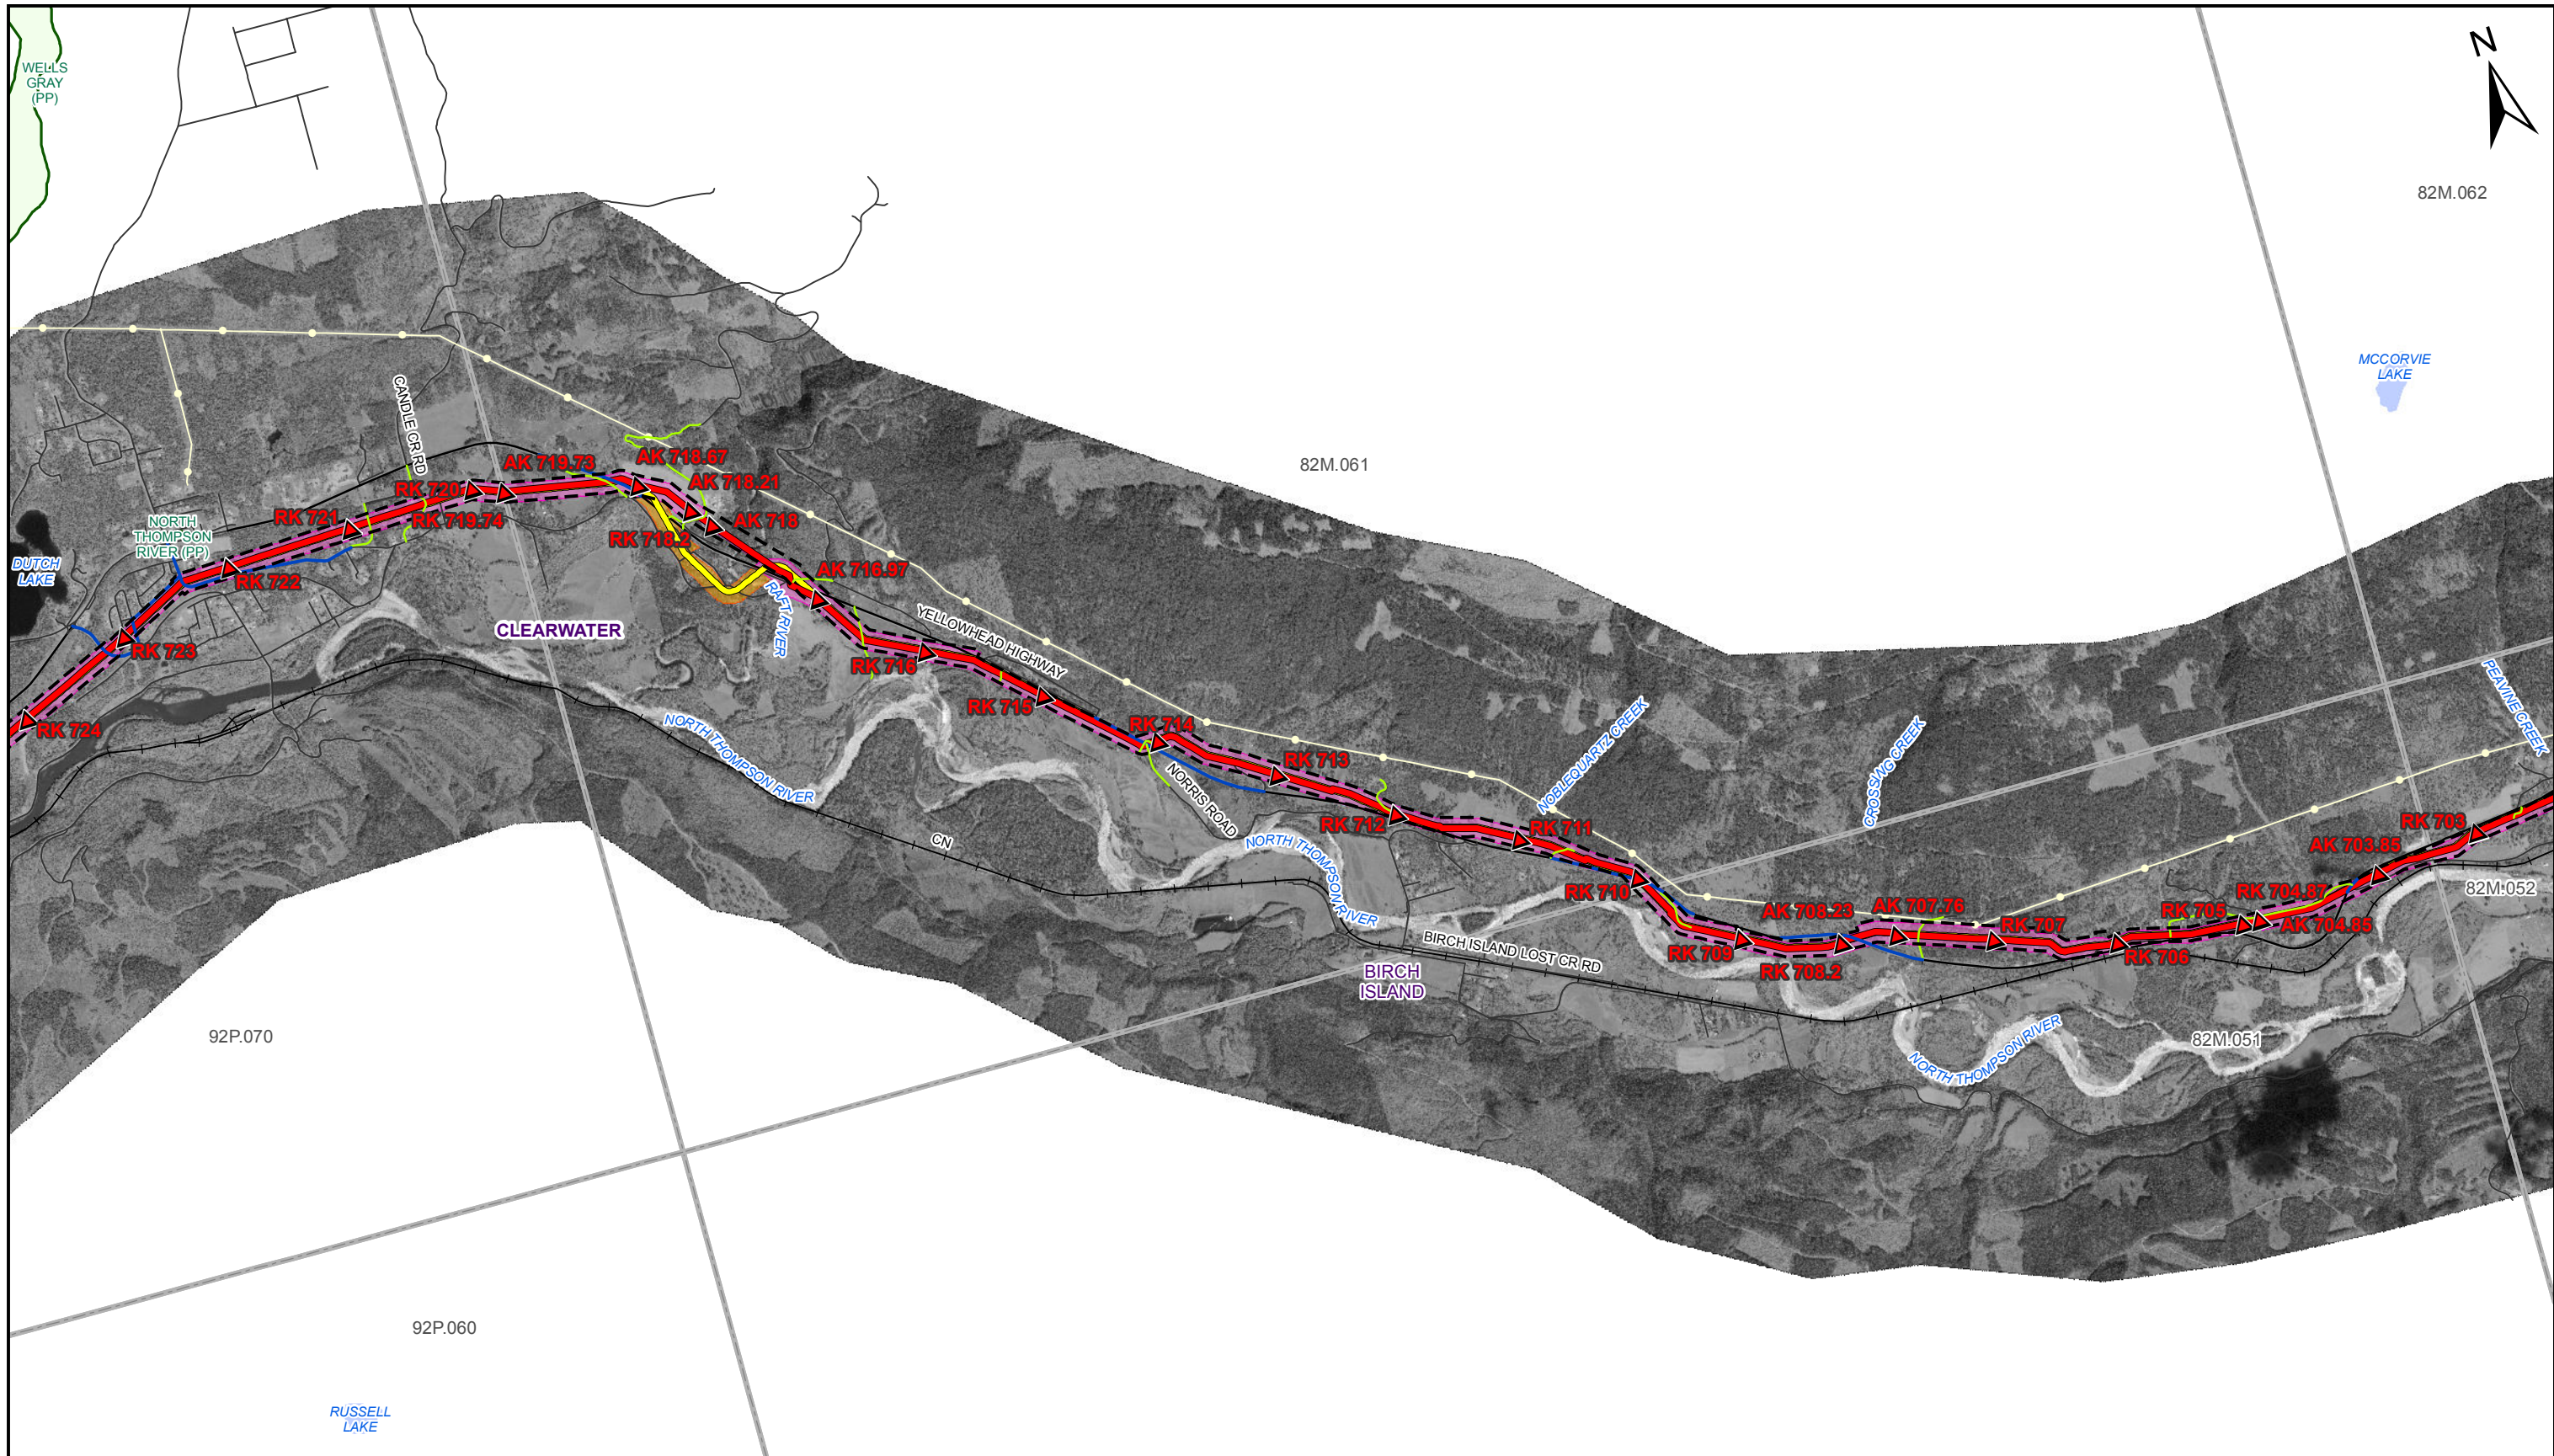 N
WELLS
GRAY
(PP)
82M.062
MCCORVIE
LAKE
82M.061
CANDLE CR RD
AK 719.73
AK 718.67
AK 718.21
RK 720
RK 721
RK 719.74
AK 718
RK 718.2
NORTH
THOMPSON
RIVER (PP)
DUTCH
LAKE
RK 722
AK 716.97
RAFT RIVER
YELLOWHEAD HIGHWAY
CLEARWATER
RK 723
RK 716
RK 715
RK 724
NORTH THOMPSON RIVER
RK 714
RK 713
NORRIS ROAD
NOBLEQUARTZ CREEK
CROSSING CREEK
PEAVINE CREEK
RK 712
RK 711
CN
NORTH THOMPSON RIVER
RK 710
RK 703
AK 703.85
RK 704.87
82M.052
AK 708.23
AK 707.76
RK 705
AK 704.85
RK 707
RK 709
RK 706
BIRCH ISLAND LOST CR RD
RK 708.2
BIRCH
ISLAND
NORTH THOMPSON RIVER
82M.051
92P.070
92P.060
RUSSELL
LAKE